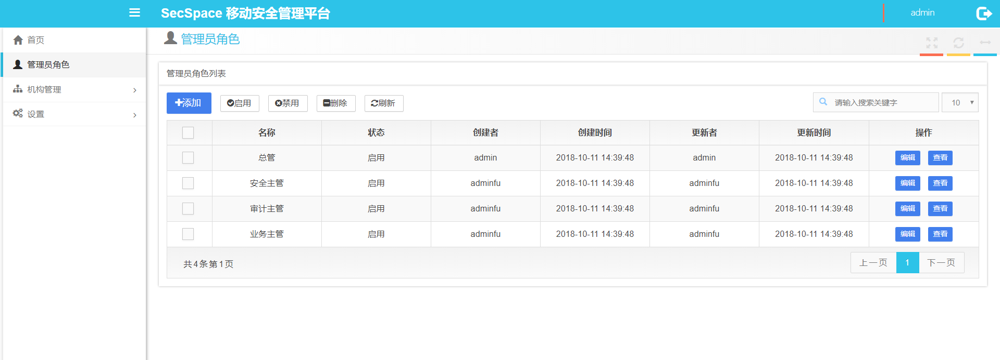 SecSpace 移动安全管理平台
admin
首页
管理员角色
机构管理
设置
管理员角色
管理员角色列表
添加 启用 禁用 删除 刷新
请输入搜索关键字 10
名称 状态 创建者 创建时间 更新者 更新时间 操作
总管 启用 admin 2018-10-11 14:39:48 admin 2018-10-11 14:39:48 编辑 查看
安全主管 启用 adminfu 2018-10-11 14:39:48 adminfu 2018-10-11 14:39:48 编辑 查看
审计主管 启用 adminfu 2018-10-11 14:39:48 adminfu 2018-10-11 14:39:48 编辑 查看
业务主管 启用 adminfu 2018-10-11 14:39:48 adminfu 2018-10-11 14:39:48 编辑 查看
共4条第1页
上一页 1 下一页